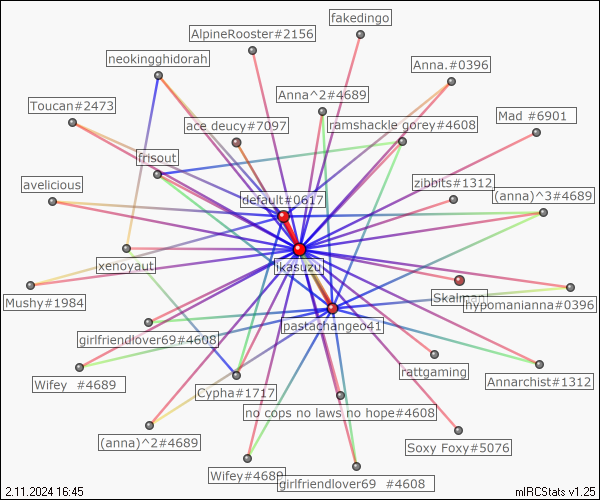 fakedingo
AlpineRooster#2156
neokingghidorah
Anna.#0396
Anna^2#4689
Toucan#2473
Mad #6901
ace deucy#7097
ramshackle gorey#4608
frisout
avelicious
zibbits#1312
(anna)^3#4689
default#0617
xenoyaut
ikasuzu
Mushy#1984
Skalman
hypomanianna#0396
pastachangeo41
girlfriendlover69#4608
rattgaming
Wifey #4689
Cypha#1717
Annarchist#1312
no cops no laws no hope#4608
(anna)^2#4689
Soxy Foxy#5076
Wifey#4689
girlfriendlover69 #4608
2.11.2024 16:45
mIRCStats v1.25